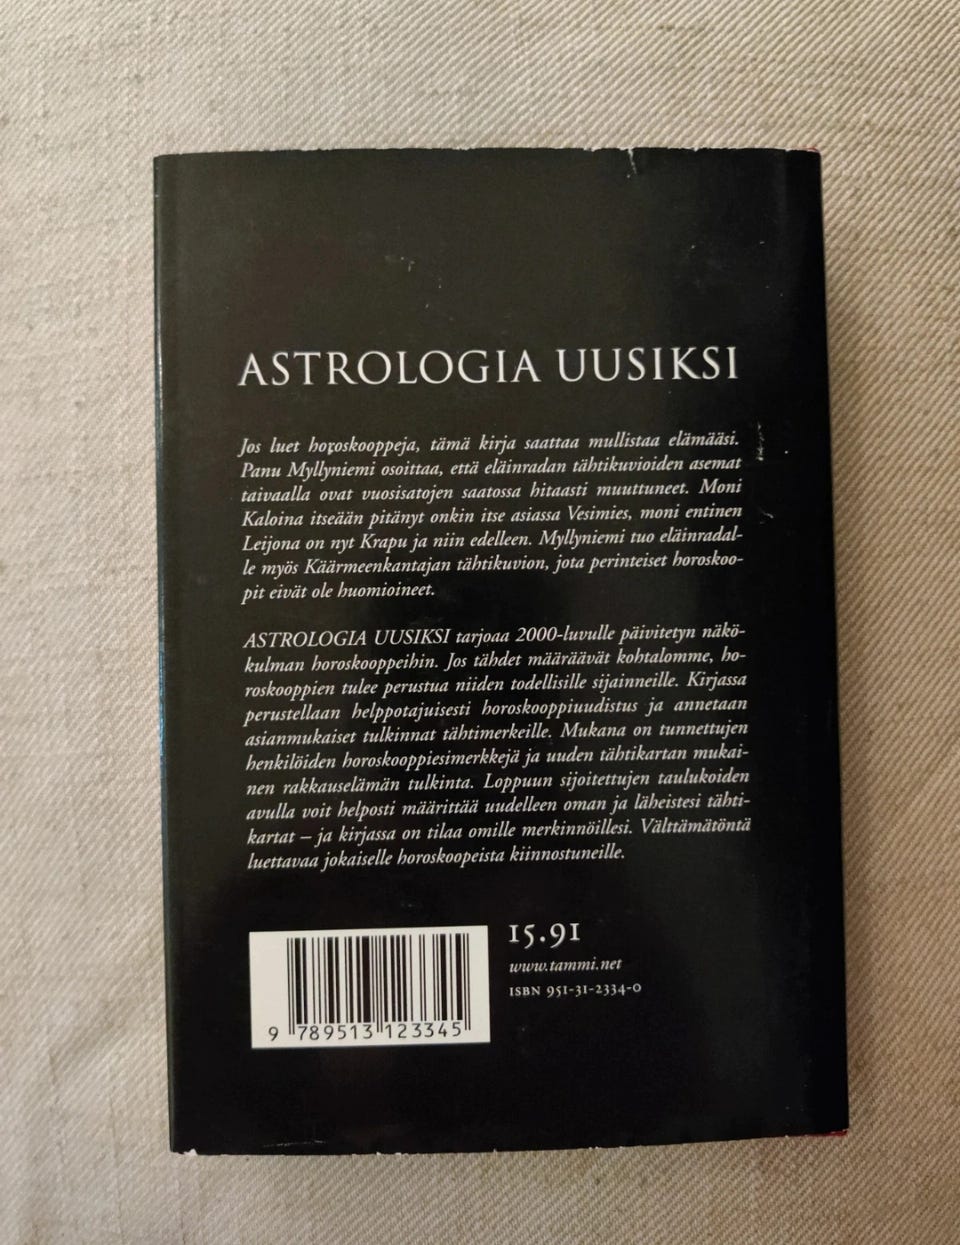 ASTROLOGIA UUSIKSI
Jos luet horoskooppeja, tämä kirja saattaa mullistaa elämääsi.
Panu Myllyniemi osoittaa, että eläinradan tähtikuvioiden asemat
taivaalla ovat vuosisatojen saatossa hitaasti muuttuneet. Moni
Kaloina itseään pitänyt onkin itse asiassa Vesimies, moni entinen
Leijona on nyt Krapu ja niin edelleen. Myllyniemi tuo eläinradal-
le myös Käärmeenkantajan tähtikuvion, jota perinteiset horoskoo-
pit eivät ole huomioineet.
ASTROLOGIA UUSIKSI tarjoaa 2000-luvulle päivitetyn näkö-
kulman horoskooppeihin. Jos tähdet määräävät kohtalomme, ho-
roskooppien tulee perustua niiden todellisille sijainneille. Kirjassa
perustellaan helppotajuisesti horoskooppiuudistus ja annetaan
asianmukaiset tulkinnat tähtimerkeille. Mukana on tunnettujen
henkilöiden horoskooppiesimerkkejä ja uuden tähtikartan mukai-
nen rakkauselämän tulkinta. Loppuun sijoitettujen taulukoiden
avulla voit helposti määrittää uudelleen oman ja läheistesi tähti-
kartat – ja kirjassa on tilaa omille merkinnöillesi. Välttämätöntä
luettavaa jokaiselle horoskoopeista kiinnostuneille.
15.91
www.tammi.net
ISBN 951-31-2334-0
9 789513 123345